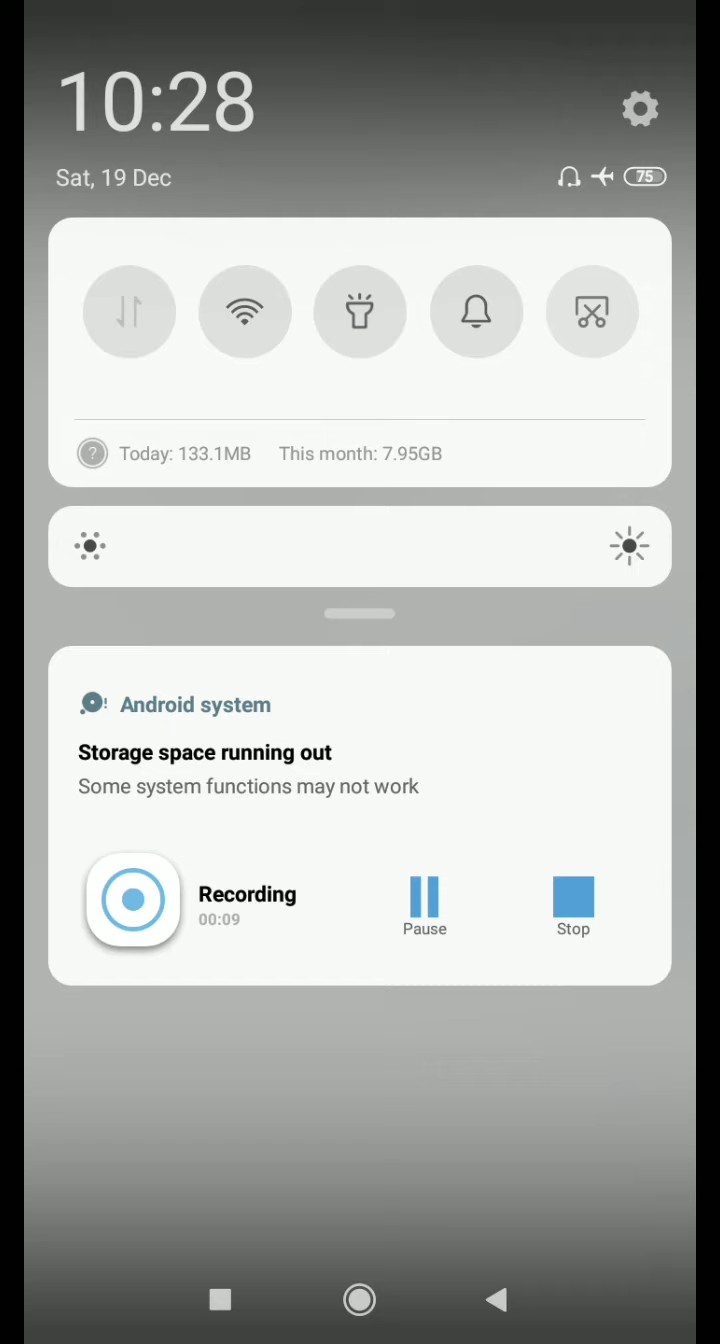 10:28
Sat, 19 Dec
75
? Today: 133.1MB This month: 7.95GB
Android system
Storage space running out
Some system functions may not work
Recording
00:09
Pause
Stop